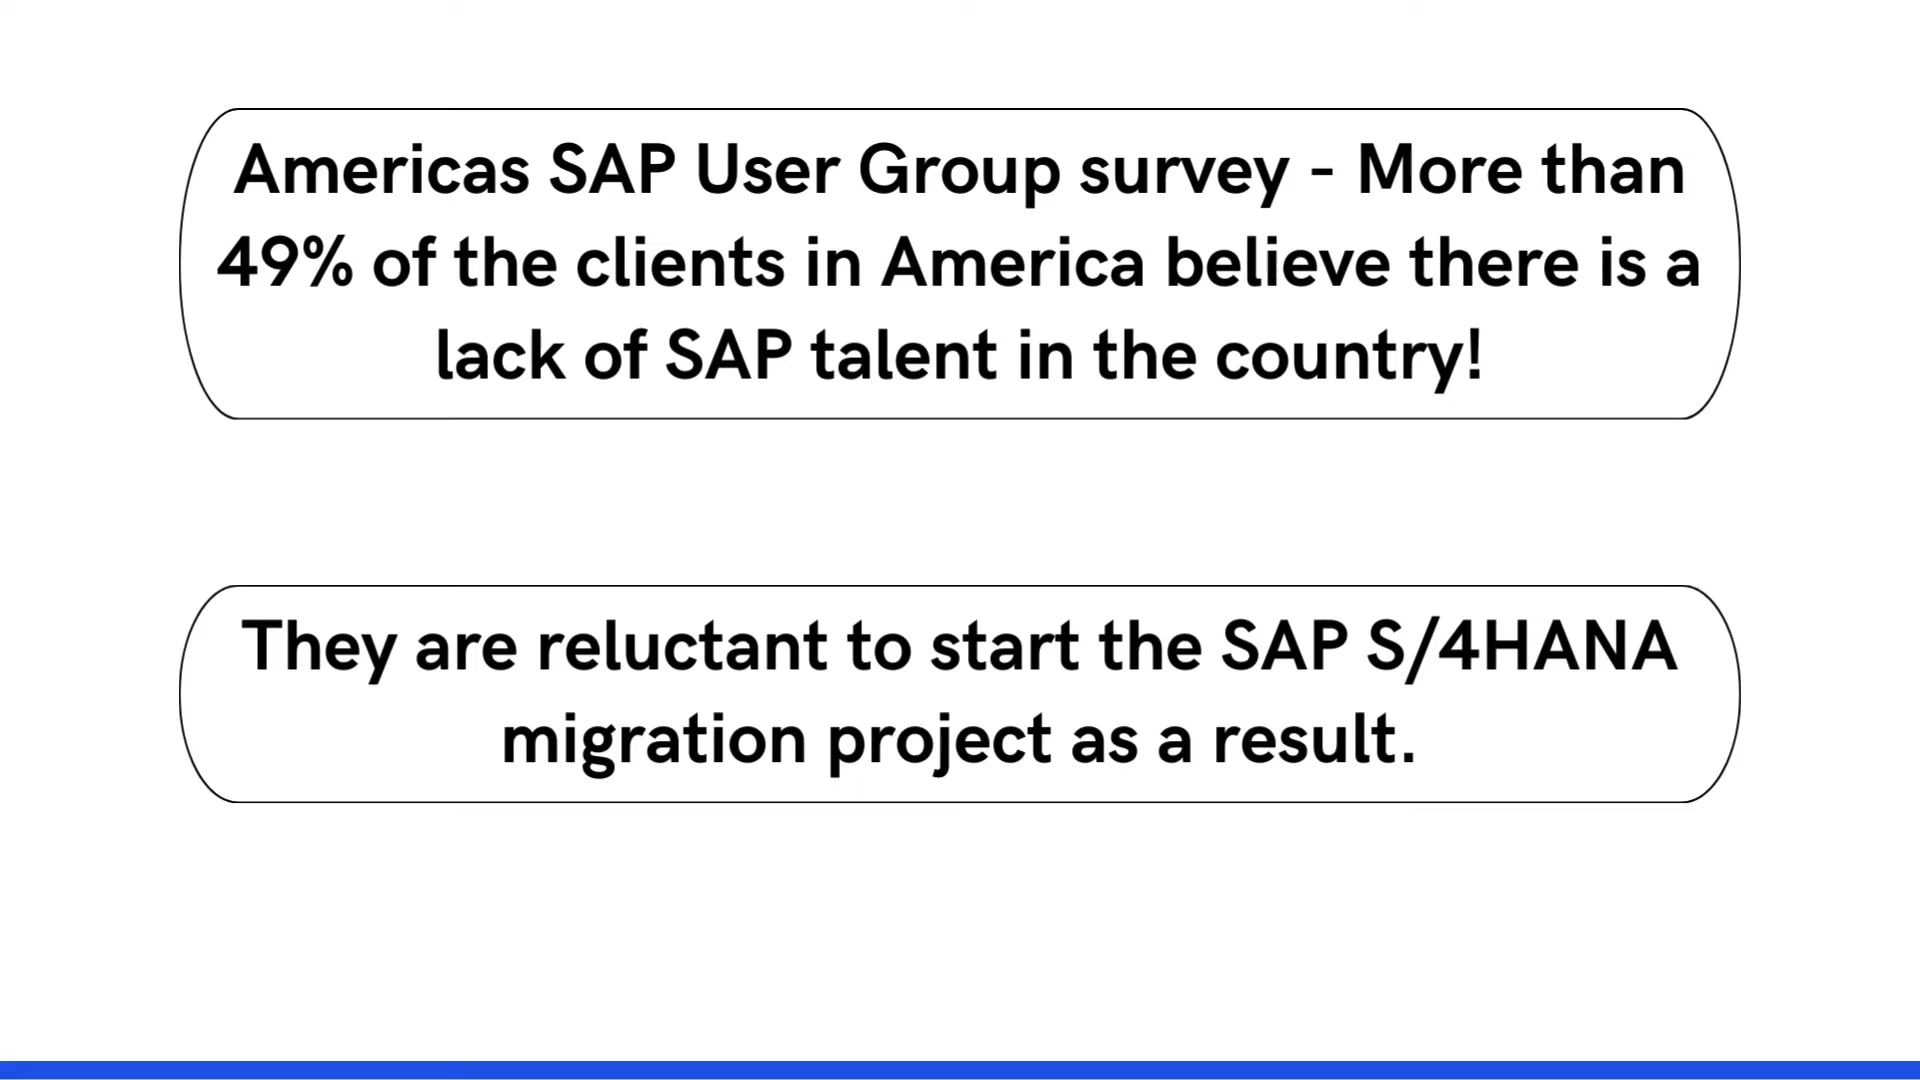 Americas SAP User Group survey - More than
49% of the clients in America believe there is a
lack of SAP talent in the country!
They are reluctant to start the SAP S/4HANA
migration project as a result.